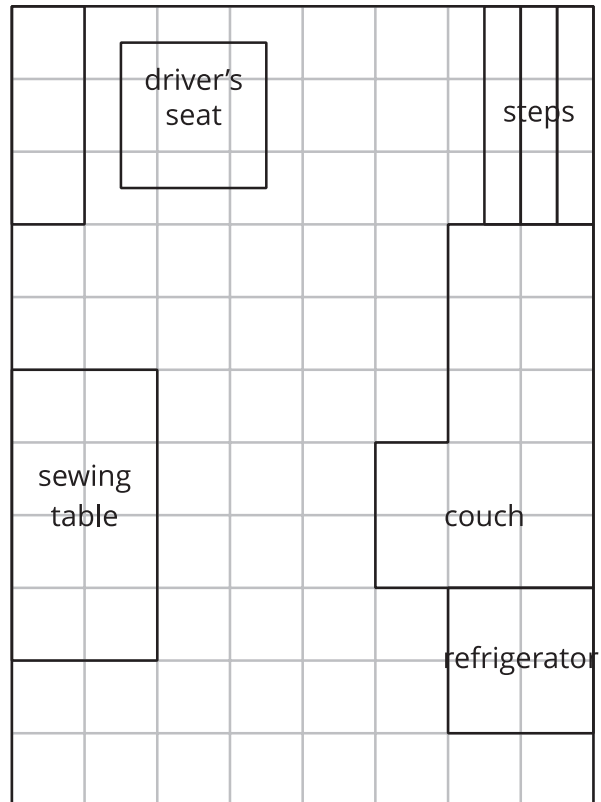 driver's
seat
steps
sewing
table
couch
refrigerator